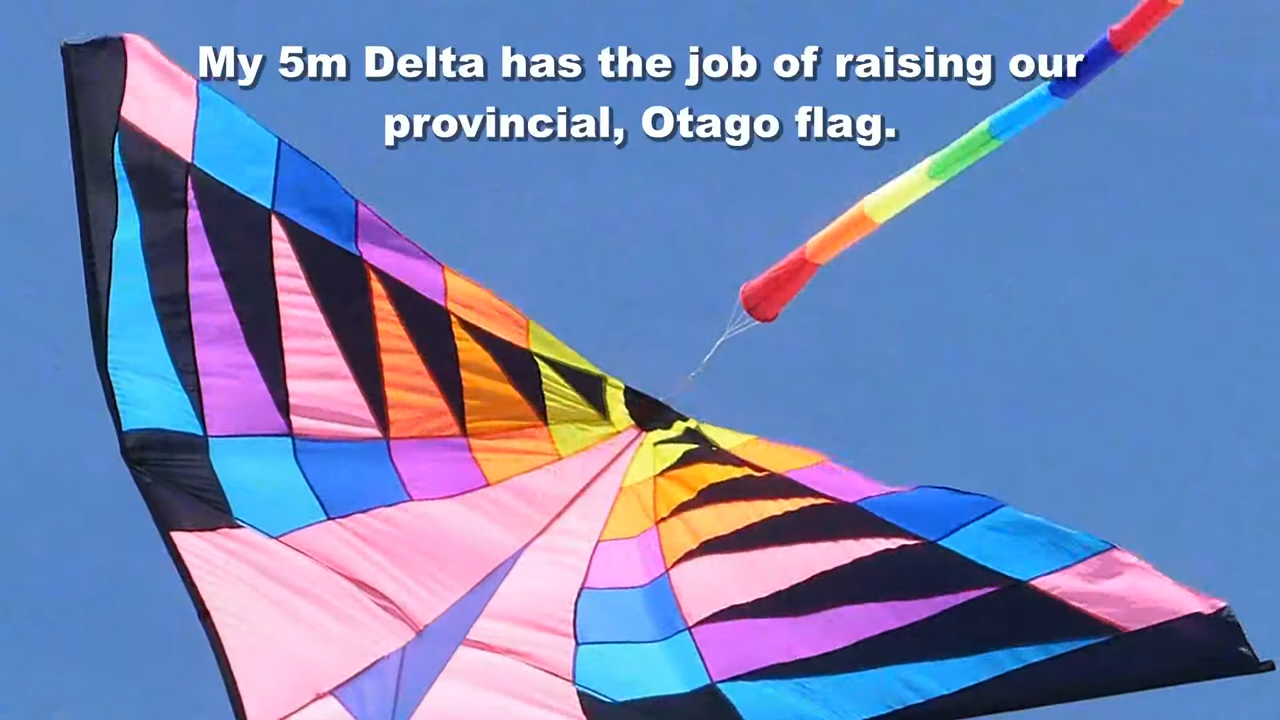 My 5m Delta has the job of raising our
provincial, Otago flag.